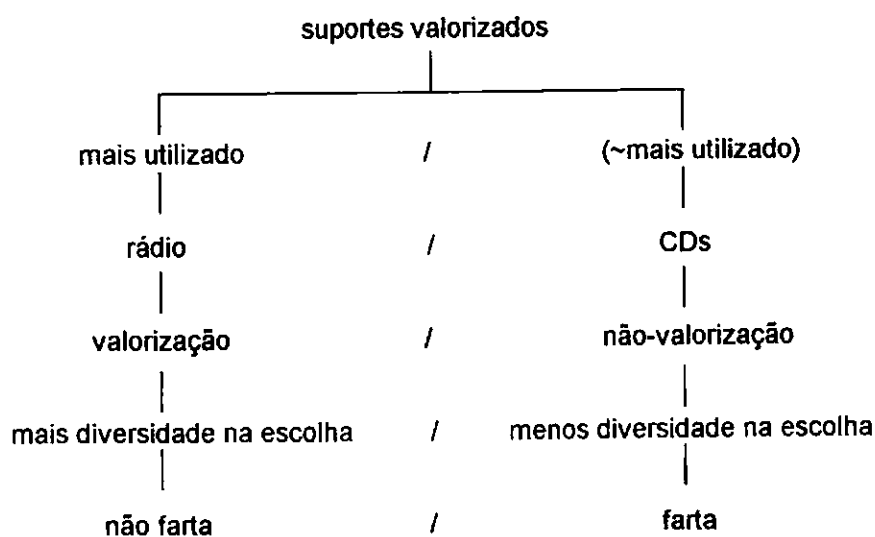 suportes valorizados
mais utilizado / (~mais utilizado)
rádio / CDs
valorização / não-valorização
mais diversidade na escolha / menos diversidade na escolha
não farta / farta